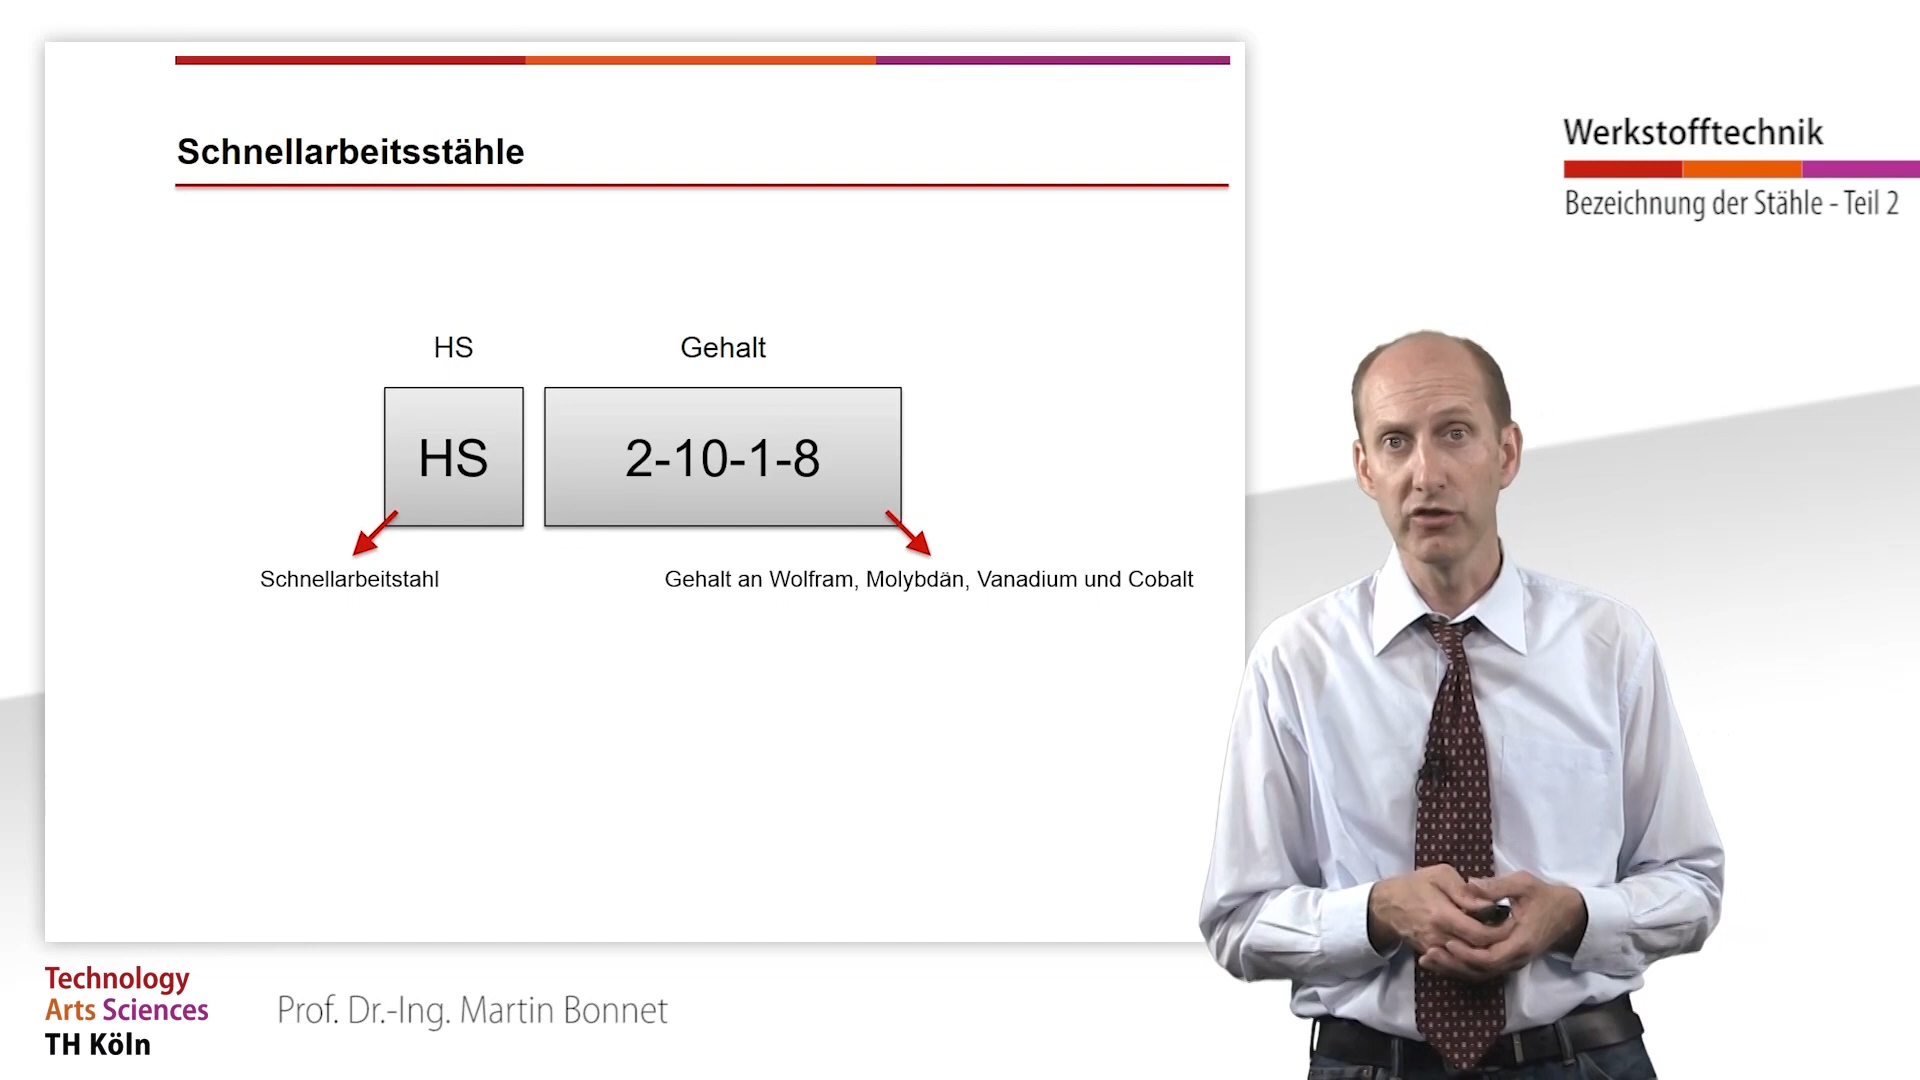 Schnellarbeitsstähle
HS
Gehalt
HS
2-10-1-8
Schnellarbeitstahl
Gehalt an Wolfram, Molybdän, Vanadium und Cobalt
Werkstofftechnik
Bezeichnung der Stähle - Teil 2
Technology
Arts Sciences
TH Köln
Prof. Dr.-Ing. Martin Bonnet